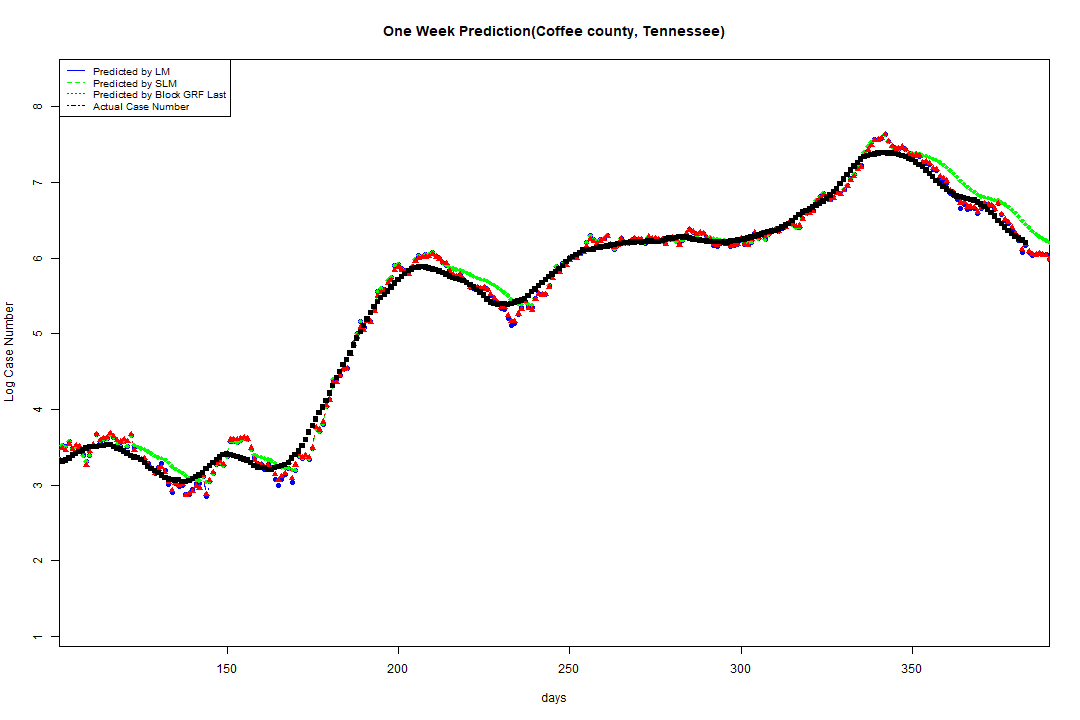 One Week Prediction(Coffee county, Tennessee)
Predicted by LM
Predicted by SLM
Predicted by Block GRF Last
Actual Case Number
8
7
6
5
4
3
2
1
Log Case Number
150 200 250 300 350
days